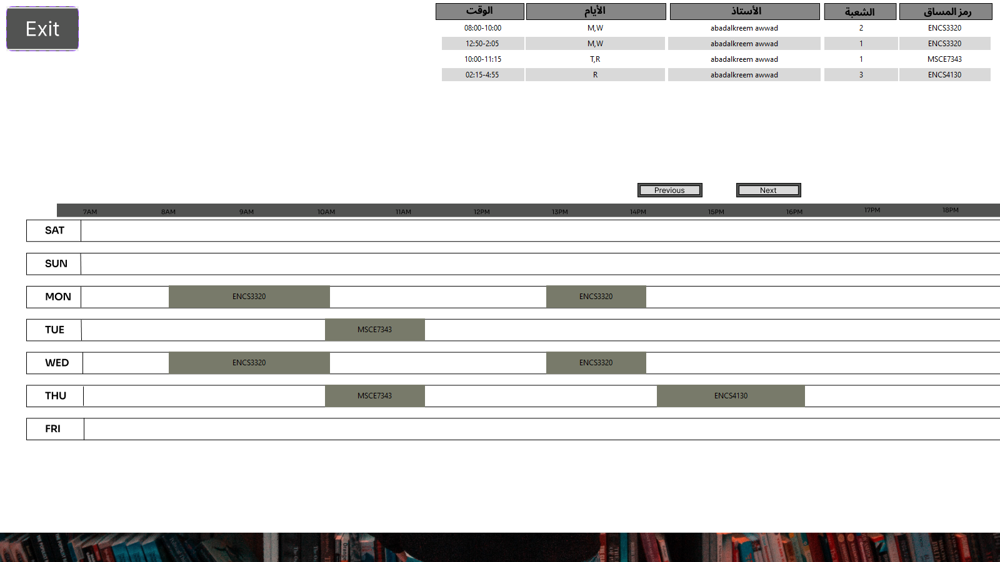 Exit
رمز المساق الشعبة الأستاذ الأيام الوقت
ENCS3320 2 abadalkreem awwad M,W 08:00-10:00
ENCS3320 1 abadalkreem awwad M,W 12:50-2:05
MSCE7343 1 abadalkreem awwad T,R 10:00-11:15
ENCS4130 3 abadalkreem awwad R 02:15-4:55
Previous Next
7AM 8AM 9AM 10AM 11AM 12PM 13PM 14PM 15PM 16PM 17PM 18PM
SAT
SUN
MON ENCS3320 ENCS3320
TUE MSCE7343
WED ENCS3320 ENCS3320
THU MSCE7343 ENCS4130
FRI